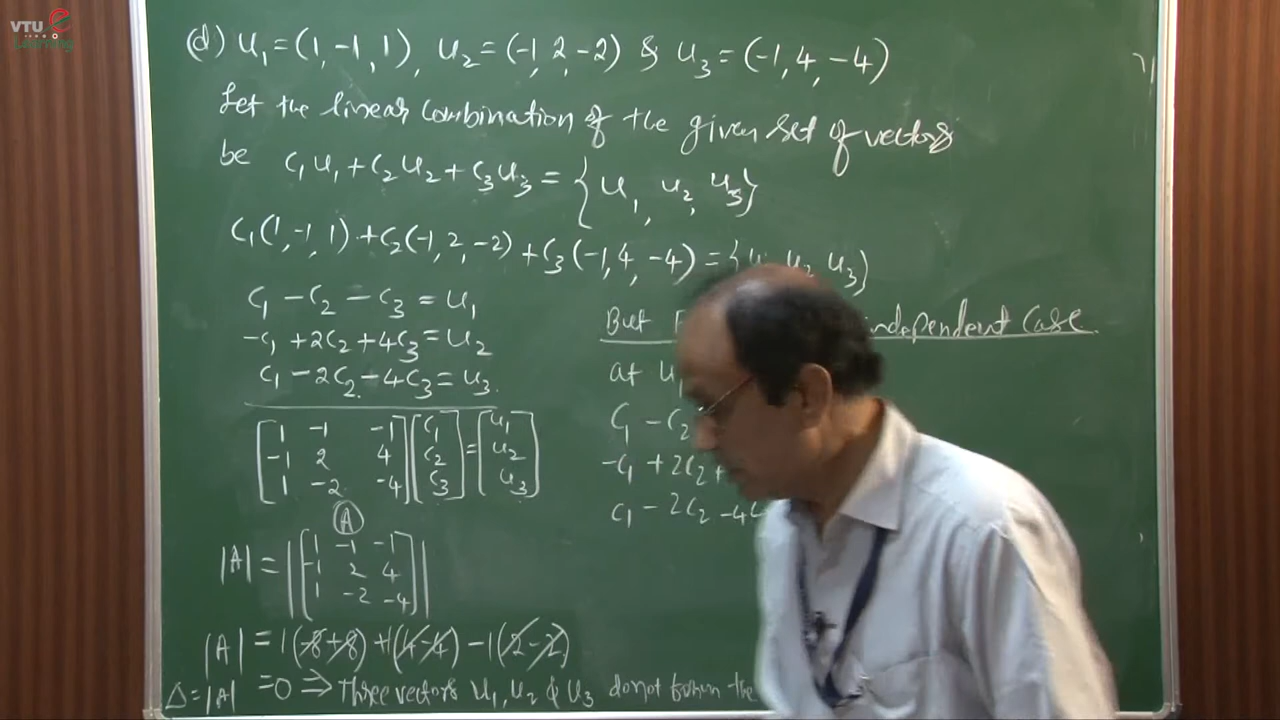 VTU e
Learning
(d) u₁ = (1, -1, 1), u₂ = (-1, 2, -2) & u₃ = (-1, 4, -4)
Let the linear combination of the given set of vectors
be C₁u₁ + C₂u₂ + C₃u₃ = {u₁, u₂, u₃}
C₁(1, -1, 1) + C₂(-1, 2, -2) + C₃(-1, 4, -4) = { u₂ u₃)
C₁ - C₂ - C₃ = u₁
-C₁ + 2C₂ + 4C₃ = u₂
C₁ - 2C₂ - 4C₃ = u₃.
[1 -1 -1] [C₁] [u₁]
[-1 2 4] [C₂] = [u₂]
[1 -2 -4] [C₃] [u₃]
A
|A| = |[1 -1 -1]|
|[-1 2 4]|
|[1 -2 -4]|
|A| = 1(-8+8) +1(4-4) -1(2-2)
Δ = |A| = 0 ⇒ Three vectors u₁, u₂ & u₃ do not form the
But independent case.
at u
C₁ - C₂
-C₁ + 2C₂ +
C₁ - 2C₂ - 4